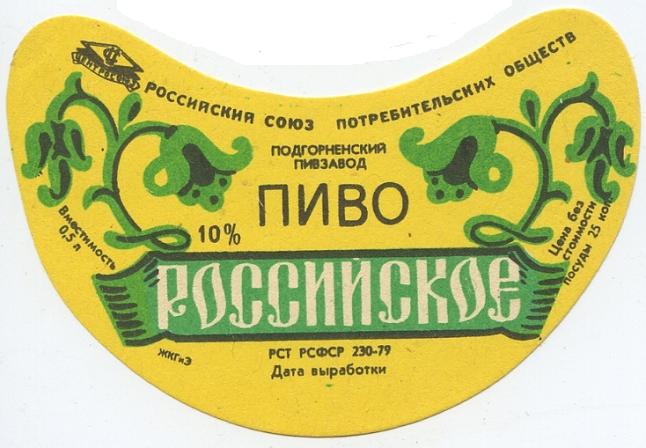 ЦЕНТРОСОЮЗ
РОССИЙСКИЙ СОЮЗ ПОТРЕБИТЕЛЬСКИХ ОБЩЕСТВ
ПОДГОРНЕНСКИЙ
ПИВЗАВОД
ПИВО
10%
Вместимость
0,5 л
Цена без
стоимости
посуды 25 коп.
РОССИЙСКОЕ
ЖКГиЭ
РСТ РСФСР 230-79
Дата выработки